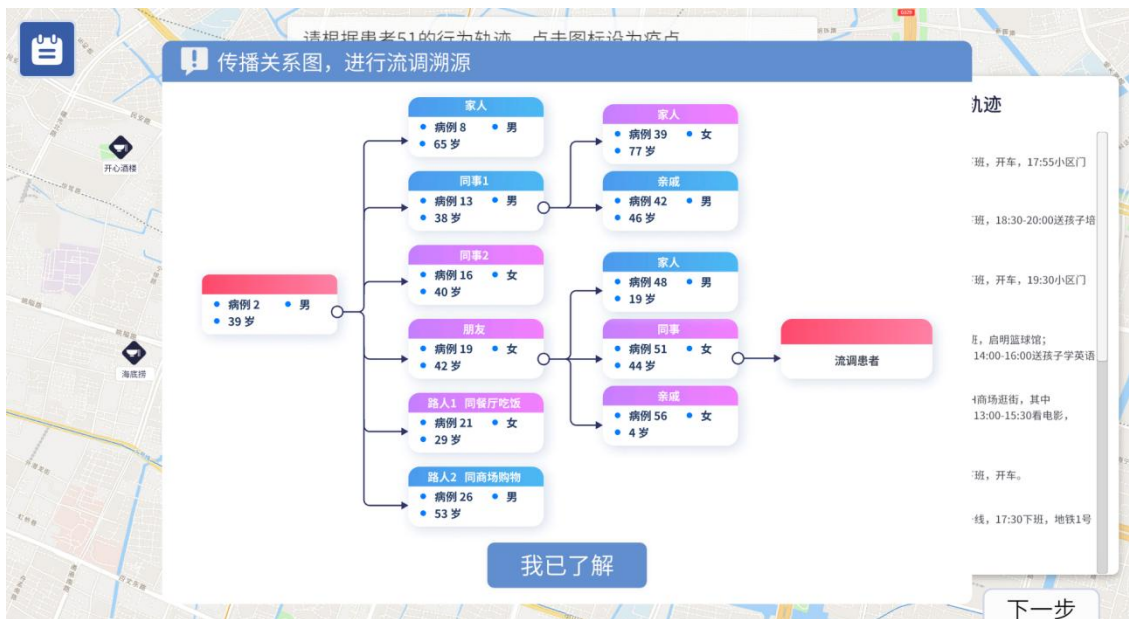 请根据患者51的行为轨迹，点击图标设为疫点
传播关系图，进行流调溯源
轨迹
开心酒楼
海底捞
病例 2 男
39 岁
家人
病例 8 男
65 岁
同事1
病例 13 男
38 岁
同事2
病例 16 女
40 岁
朋友
病例 19 女
42 岁
路人1 同餐厅吃饭
病例 21 女
29 岁
路人2 同商场购物
病例 26 男
53 岁
家人
病例 39 女
77 岁
亲戚
病例 42 男
46 岁
家人
病例 48 男
19 岁
同事
病例 51 女
44 岁
亲戚
病例 56 女
4 岁
流调患者
班，开车，17:55小区门
班，18:30-20:00送孩子培
班，开车，19:30小区门
班，启明篮球馆；
14:00-16:00送孩子学英语
商场逛街，其中
13:00-15:30看电影，
班，开车。
线，17:30下班，地铁1号
我已了解
下一步